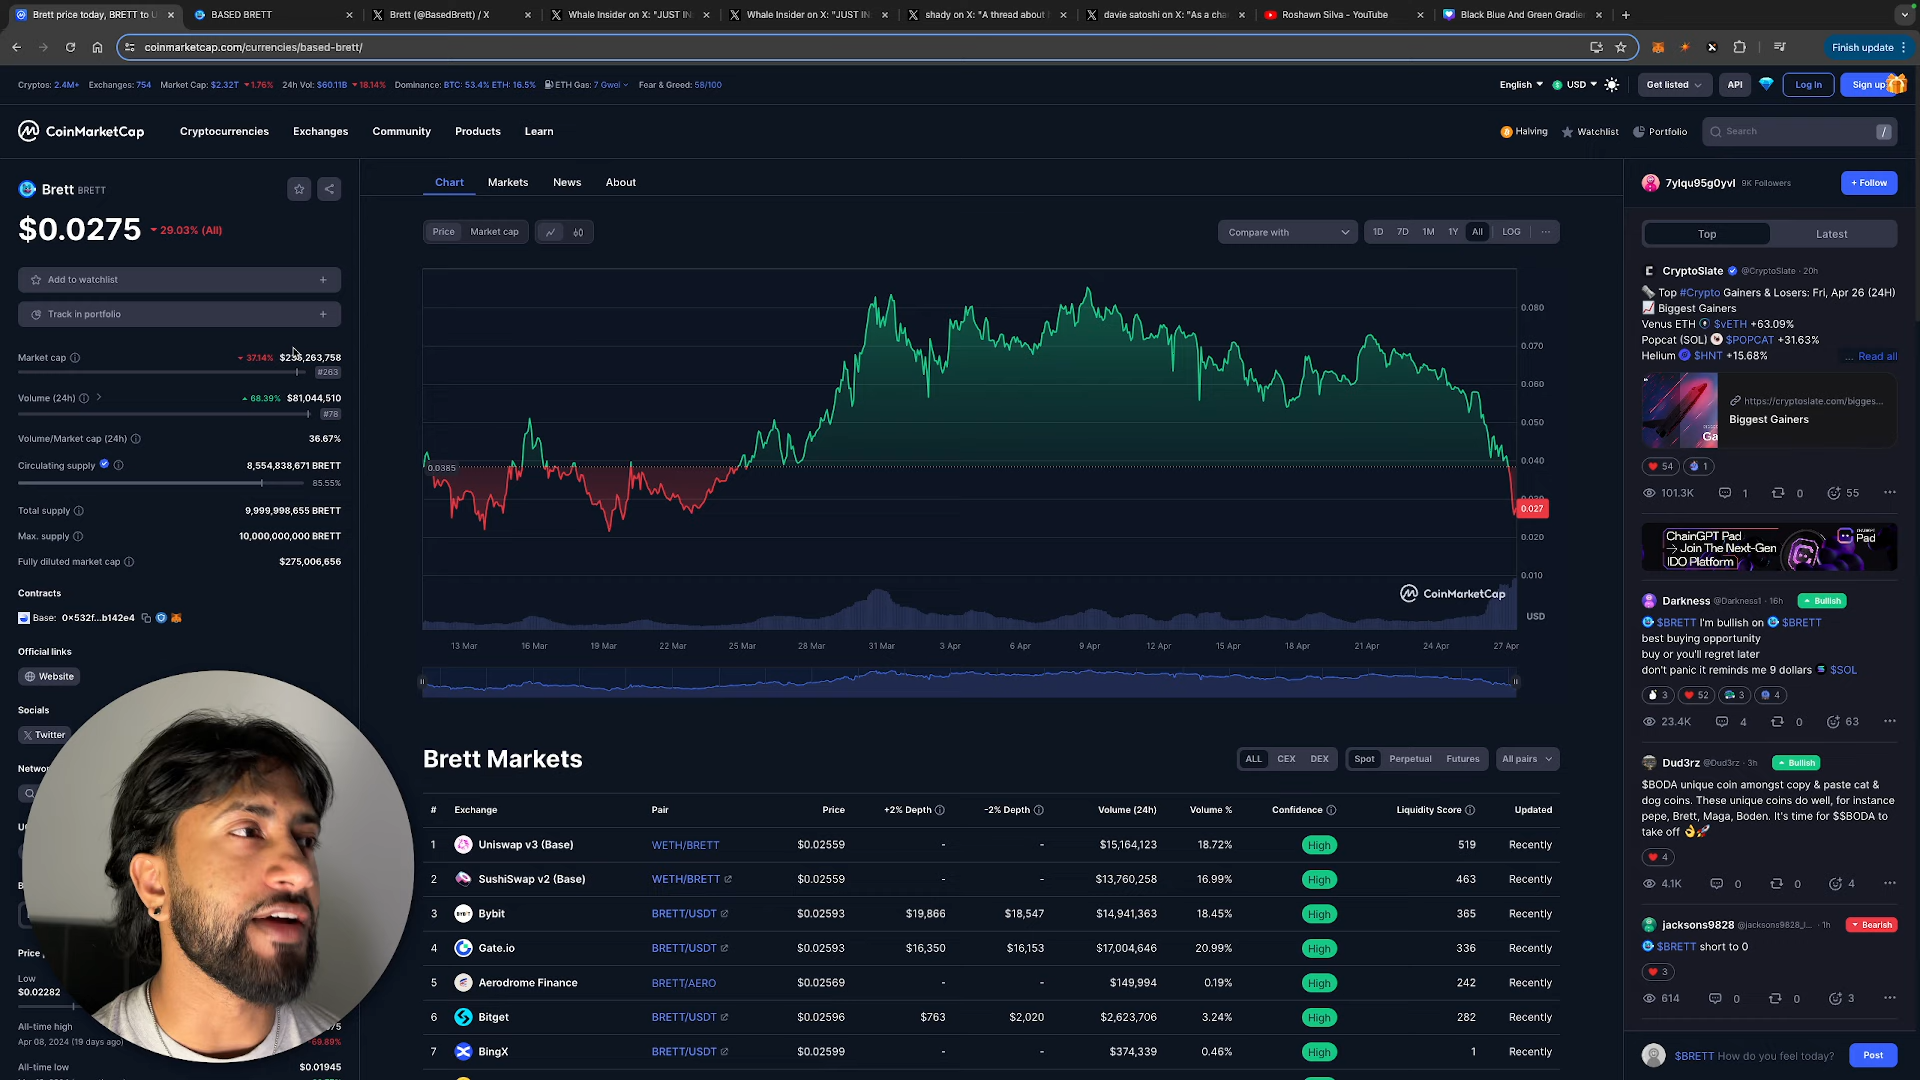 Brett price today, BRETT to U
BASED BRETT
Brett (@BasedBrett) / X
Whale Insider on X: "JUST IN
Whale Insider on X: "JUST IN:
shady on X: "A thread about
davie satoshi on X: "As a cha
Roshawn Silva - YouTube
Black Blue And Green Gradie
coinmarketcap.com/currencies/based-brett/
Finish update
Cryptos: 2.4M+ Exchanges: 754 Market Cap: $2.32T 1.76% 24h Vol: $60.11B 18.14% Dominance: BTC: 53.4% ETH: 16.5% ETH Gas: 7 Gwei Fear & Greed: 58/100
English USD Get listed API Log In Sign up
CoinMarketCap Cryptocurrencies Exchanges Community Products Learn
Halving Watchlist Portfolio Search /
Brett BRETT
$0.0275 29.03% (All)
Add to watchlist +
Track in portfolio +
Market cap 37.14%
#263
Volume (24h) 68.39% $81,044,510
#78
Volume/Market cap (24h) 36.67%
Circulating supply 8,554,838,671 BRETT
85.55%
Total supply 9,999,998,655 BRETT
Max. supply 10,000,000,000 BRETT
Fully diluted market cap $275,006,656
Contracts
Base: 0x532f...b142e4
Official links
Website
Socials
Twitter
Networ
Price
Low
$0.02282
All-time high
Apr 08, 2024 (19 days ago) -69.89%
All-time low
$0.01945
Chart Markets News About
Price Market cap
Compare with 1D 7D 1M 1Y All LOG ...
0.080
0.070
0.060
0.050
0.040
0.0385
0.027
0.020
0.010
CoinMarketCap
USD
13 Mar 16 Mar 19 Mar 22 Mar 25 Mar 28 Mar 31 Mar 3 Apr 6 Apr 9 Apr 12 Apr 15 Apr 18 Apr 21 Apr 24 Apr 27 Apr
Brett Markets
ALL CEX DEX Spot Perpetual Futures All pairs
# Exchange Pair Price +2% Depth -2% Depth Volume (24h) Volume % Confidence Liquidity Score Updated
1 Uniswap v3 (Base) WETH/BRETT $0.02559 - - $15,164,123 18.72% High 519 Recently
2 SushiSwap v2 (Base) WETH/BRETT $0.02559 - - $13,760,258 16.99% High 463 Recently
3 Bybit BRETT/USDT $0.02593 $19,866 $18,547 $14,941,363 18.45% High 365 Recently
4 Gate.io BRETT/USDT $0.02593 $16,350 $16,153 $17,004,646 20.99% High 336 Recently
5 Aerodrome Finance BRETT/AERO $0.02569 - - $149,994 0.19% High 242 Recently
6 Bitget BRETT/USDT $0.02596 $763 $2,020 $2,623,706 3.24% High 282 Recently
7 BingX BRETT/USDT $0.02599 - - $374,339 0.46% High 1 Recently
7ylqu95g0yvl 9K Followers + Follow
Top Latest
CryptoSlate @CryptoSlate · 20h
Top #Crypto Gainers & Losers: Fri, Apr 26 (24H)
Biggest Gainers
Venus ETH $vETH +63.09%
Popcat (SOL) $POPCAT +31.63%
Helium $HNT +15.68% ... Read all
https://cryptoslate.com/bigges...
Biggest Gainers
54 1
101.3K 1 0 55
ChainGPT Pad
→ Join The Next-Gen
IDO Platform
Pad
Darkness @Darkness1 · 16h Bullish
$BRETT I'm bullish on $BRETT
best buying opportunity
buy or you'll regret later
don't panic it reminds me 9 dollars $SOL
3 52 3 4
23.4K 4 0 63
Dud3rz @Dud3rz · 3h Bullish
$BODA unique coin amongst copy & paste cat &
dog coins. These unique coins do well, for instance
pepe, Brett, Maga, Boden. It's time for $$BODA to
take off
4
4.1K 0 0 4
jacksons9828 @jacksons9828_l... · 1h Bearish
$BRETT short to 0
3
614 0 0 3
$BRETT How do you feel today? Post